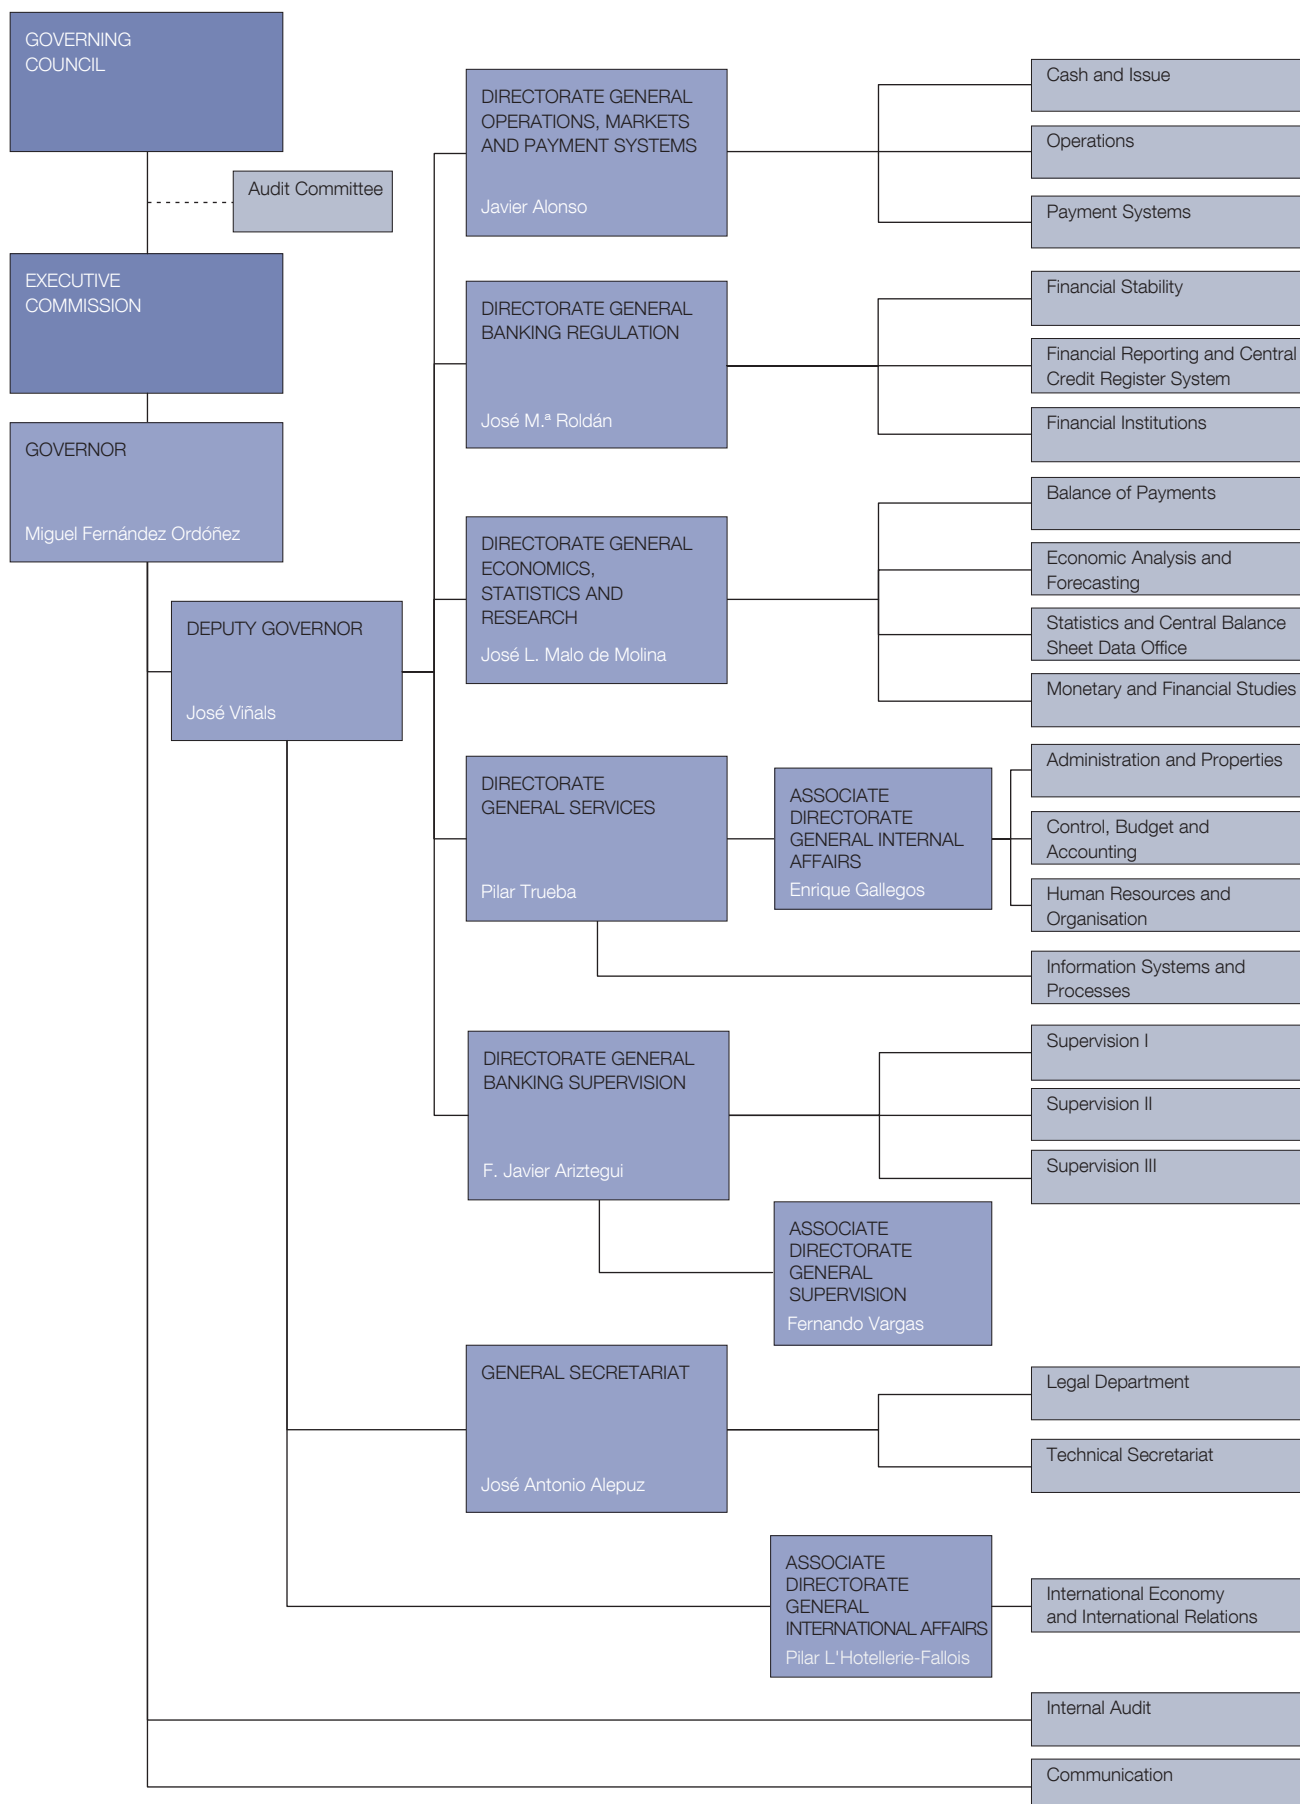 GOVERNING
COUNCIL
Audit Committee
EXECUTIVE
COMMISSION
GOVERNOR
Miguel Fernández Ordóñez
DEPUTY GOVERNOR
José Viñals
DIRECTORATE GENERAL
OPERATIONS, MARKETS
AND PAYMENT SYSTEMS
Javier Alonso
Cash and Issue
Operations
Payment Systems
DIRECTORATE GENERAL
BANKING REGULATION
José M.ª Roldán
Financial Stability
Financial Reporting and Central
Credit Register System
Financial Institutions
DIRECTORATE GENERAL
ECONOMICS,
STATISTICS AND
RESEARCH
José L. Malo de Molina
Balance of Payments
Economic Analysis and
Forecasting
Statistics and Central Balance
Sheet Data Office
Monetary and Financial Studies
DIRECTORATE
GENERAL SERVICES
Pilar Trueba
ASSOCIATE
DIRECTORATE
GENERAL INTERNAL
AFFAIRS
Enrique Gallegos
Administration and Properties
Control, Budget and
Accounting
Human Resources and
Organisation
Information Systems and
Processes
DIRECTORATE GENERAL
BANKING SUPERVISION
F. Javier Ariztegui
Supervision I
Supervision II
Supervision III
ASSOCIATE
DIRECTORATE
GENERAL
SUPERVISION
Fernando Vargas
GENERAL SECRETARIAT
José Antonio Alepuz
Legal Department
Technical Secretariat
ASSOCIATE
DIRECTORATE
GENERAL
INTERNATIONAL AFFAIRS
Pilar L'Hotellerie-Fallois
International Economy
and International Relations
Internal Audit
Communication